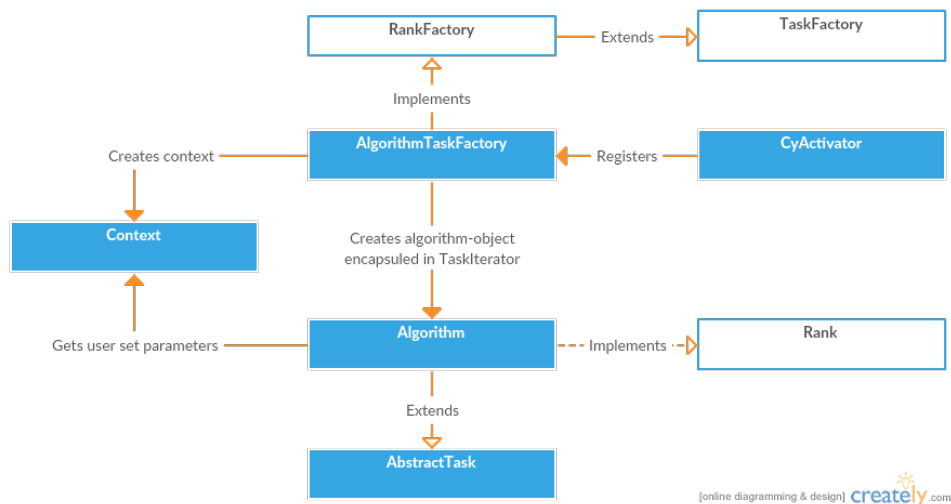 RankFactory
Extends
TaskFactory
Implements
AlgorithmTaskFactory
Creates context
Registers
CyActivator
Context
Creates algorithm-object
encapsuled in TaskIterator
Algorithm
Gets user set parameters
Implements
Rank
Extends
AbstractTask
[online diagramming & design] creately.com